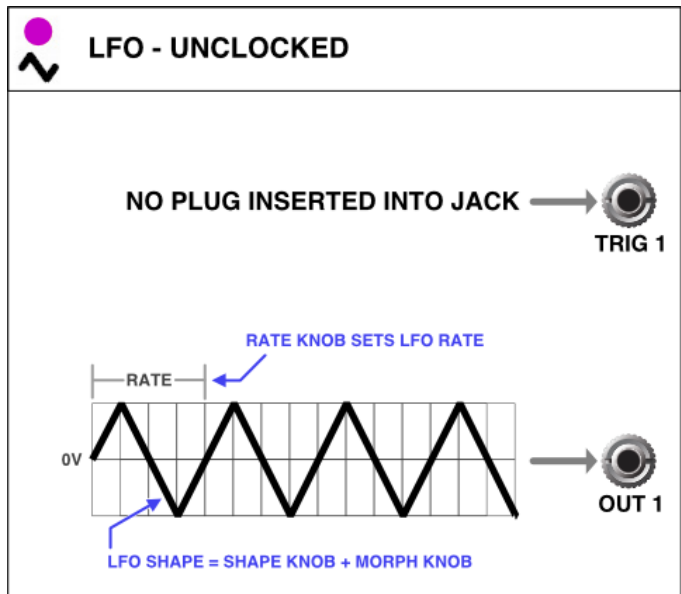 LFO - UNCLOCKED
NO PLUG INSERTED INTO JACK
TRIG 1
RATE KNOB SETS LFO RATE
RATE
0V
OUT 1
LFO SHAPE = SHAPE KNOB + MORPH KNOB